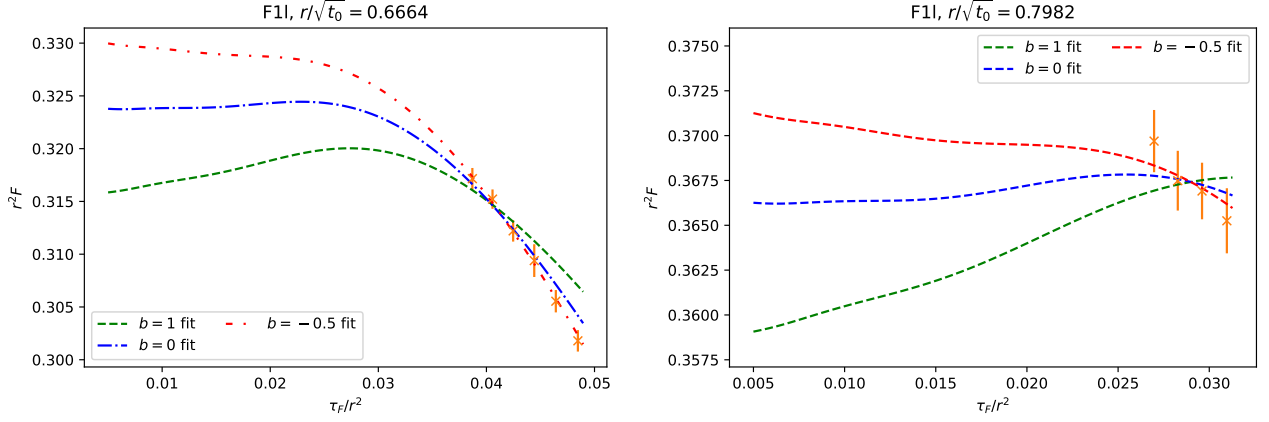 F1l, r/√t₀ = 0.6664
r²F
0.330
0.325
0.320
0.315
0.310
0.305
0.300
b = 1 fit
b = 0 fit
b = −0.5 fit
0.01 0.02 0.03 0.04 0.05
τ_F/r²
F1l, r/√t₀ = 0.7982
r²F
0.3750
0.3725
0.3700
0.3675
0.3650
0.3625
0.3600
0.3575
b = 1 fit
b = 0 fit
b = −0.5 fit
0.005 0.010 0.015 0.020 0.025 0.030
τ_F/r²